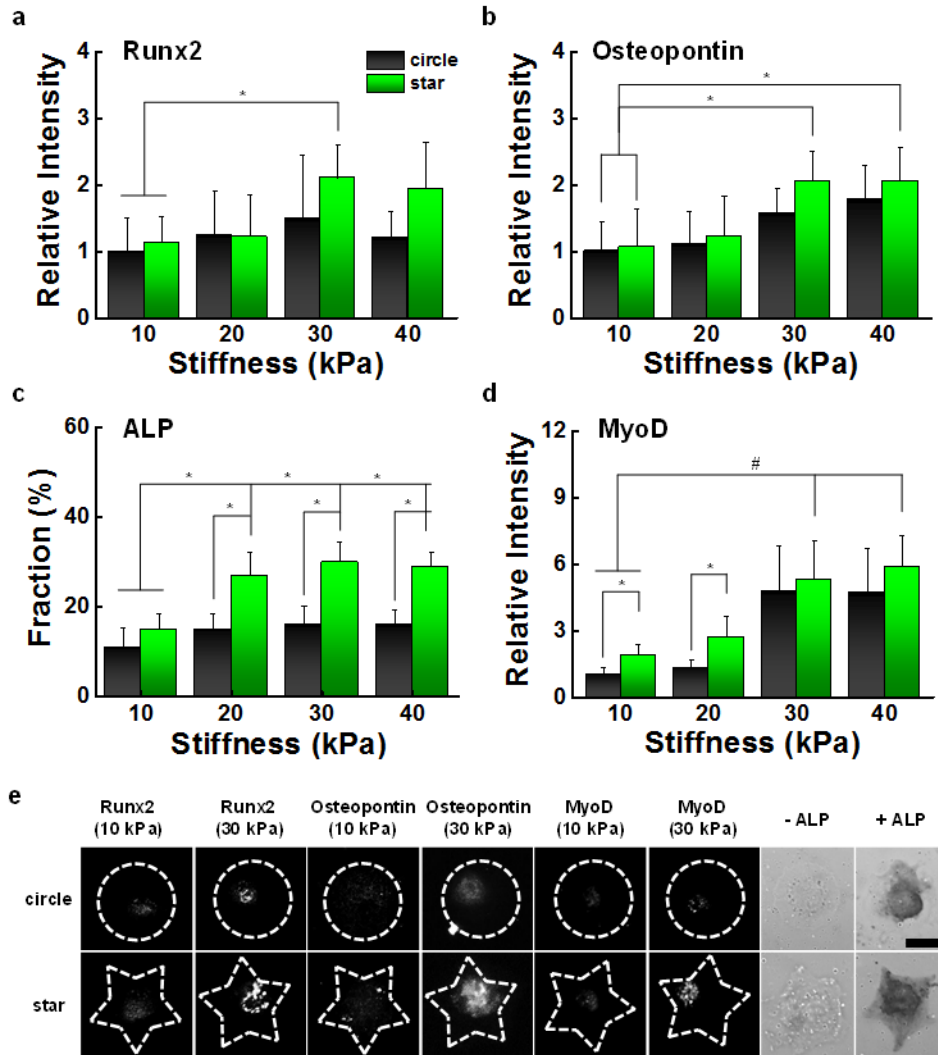 a
Runx2
circle
star
4
3
2
1
0
Relative Intensity
*
10 20 30 40
Stiffness (kPa)
b
Osteopontin
4
3
2
1
0
Relative Intensity
*
*
10 20 30 40
Stiffness (kPa)
c
ALP
60
40
20
0
Fraction (%)
* * *
* * *
10 20 30 40
Stiffness (kPa)
d
MyoD
12
9
6
3
0
Relative Intensity
#
* *
10 20 30 40
Stiffness (kPa)
e
Runx2
(10 kPa)
Runx2
(30 kPa)
Osteopontin
(10 kPa)
Osteopontin
(30 kPa)
MyoD
(10 kPa)
MyoD
(30 kPa)
- ALP
+ ALP
circle
star